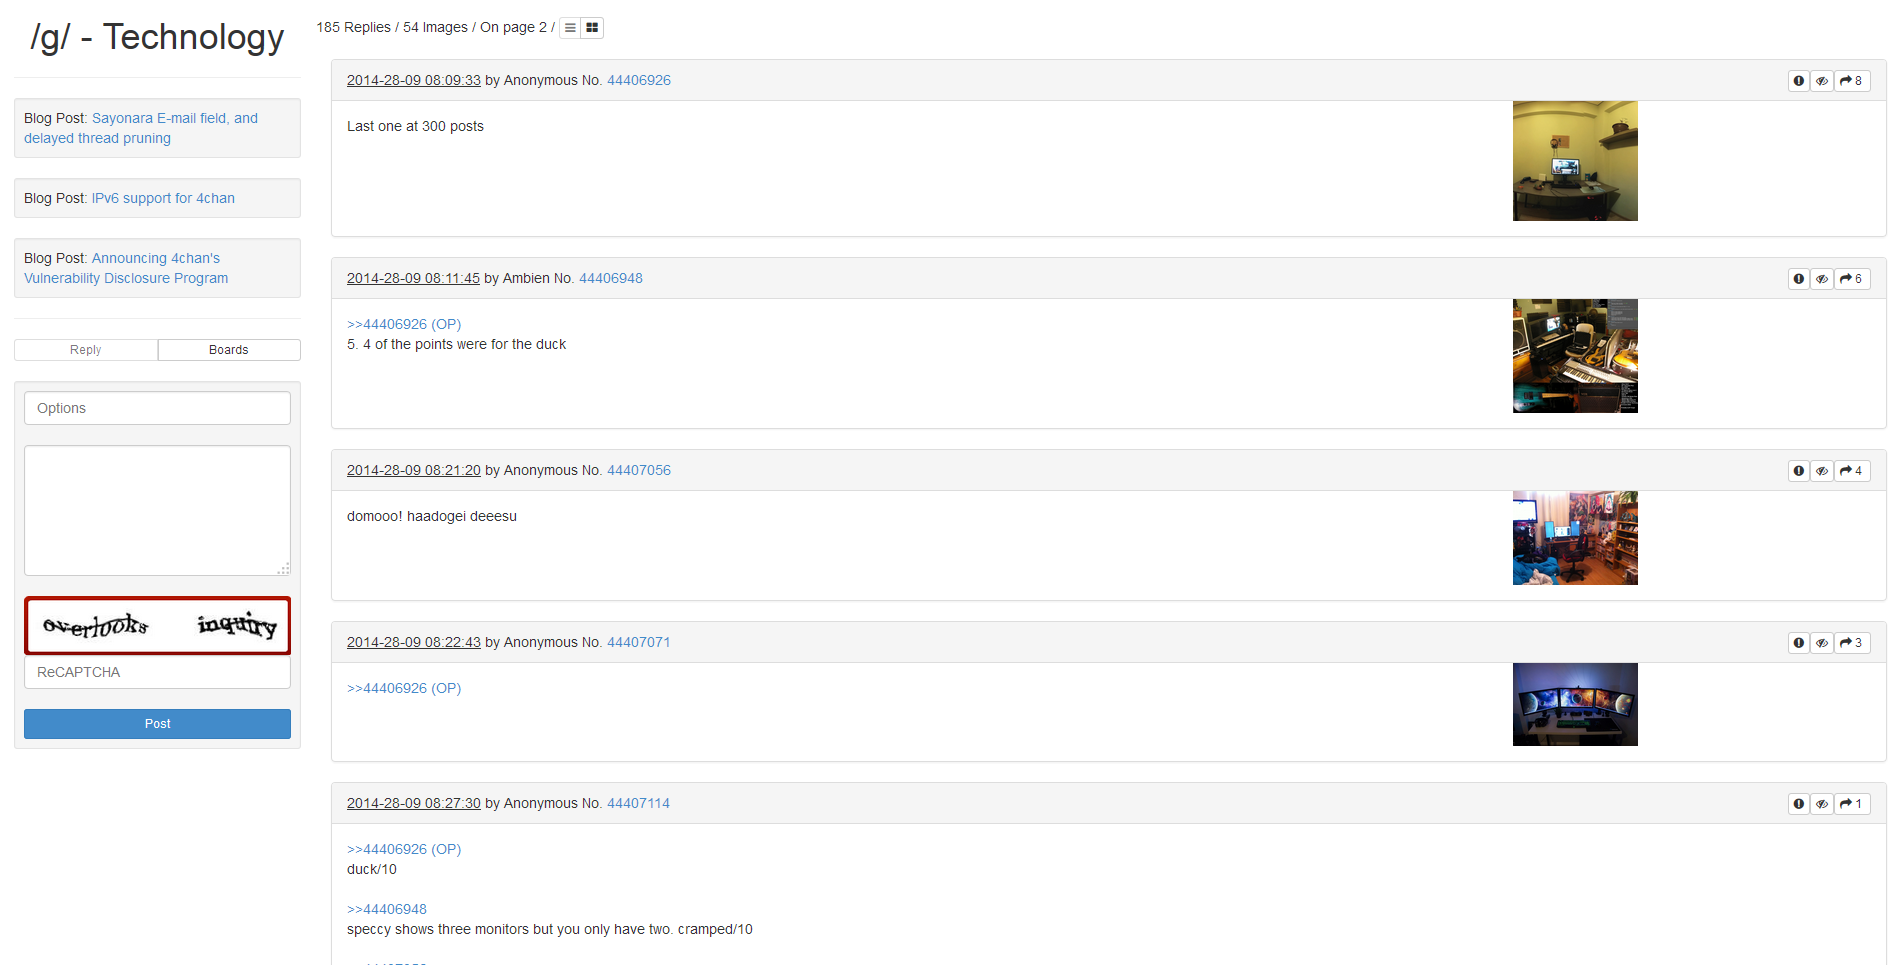 /g/ - Technology
Blog Post: Sayonara E-mail field, and
delayed thread pruning
Blog Post: IPv6 support for 4chan
Blog Post: Announcing 4chan's
Vulnerability Disclosure Program
Reply Boards
Options
overlooks inquiry
ReCAPTCHA
Post
185 Replies / 54 Images / On page 2 /
2014-28-09 08:09:33 by Anonymous No. 44406926 8
Last one at 300 posts
2014-28-09 08:11:45 by Ambien No. 44406948 6
>>44406926 (OP)
5. 4 of the points were for the duck
2014-28-09 08:21:20 by Anonymous No. 44407056 4
domooo! haadogei deeesu
2014-28-09 08:22:43 by Anonymous No. 44407071 3
>>44406926 (OP)
2014-28-09 08:27:30 by Anonymous No. 44407114 1
>>44406926 (OP)
duck/10
>>44406948
speccy shows three monitors but you only have two. cramped/10